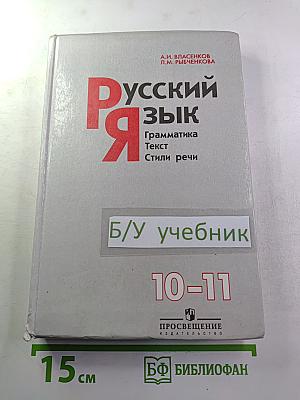 А.И. ВЛАСЕНКОВ
Л.М. РЫБЧЕНКОВА
Русский
Язык
Грамматика
Текст
Стили речи
Б/У учебник
10–11
ПРОСВЕЩЕНИЕ
ИЗДАТЕЛЬСТВО
15 см
БФ БИБЛИОФАН